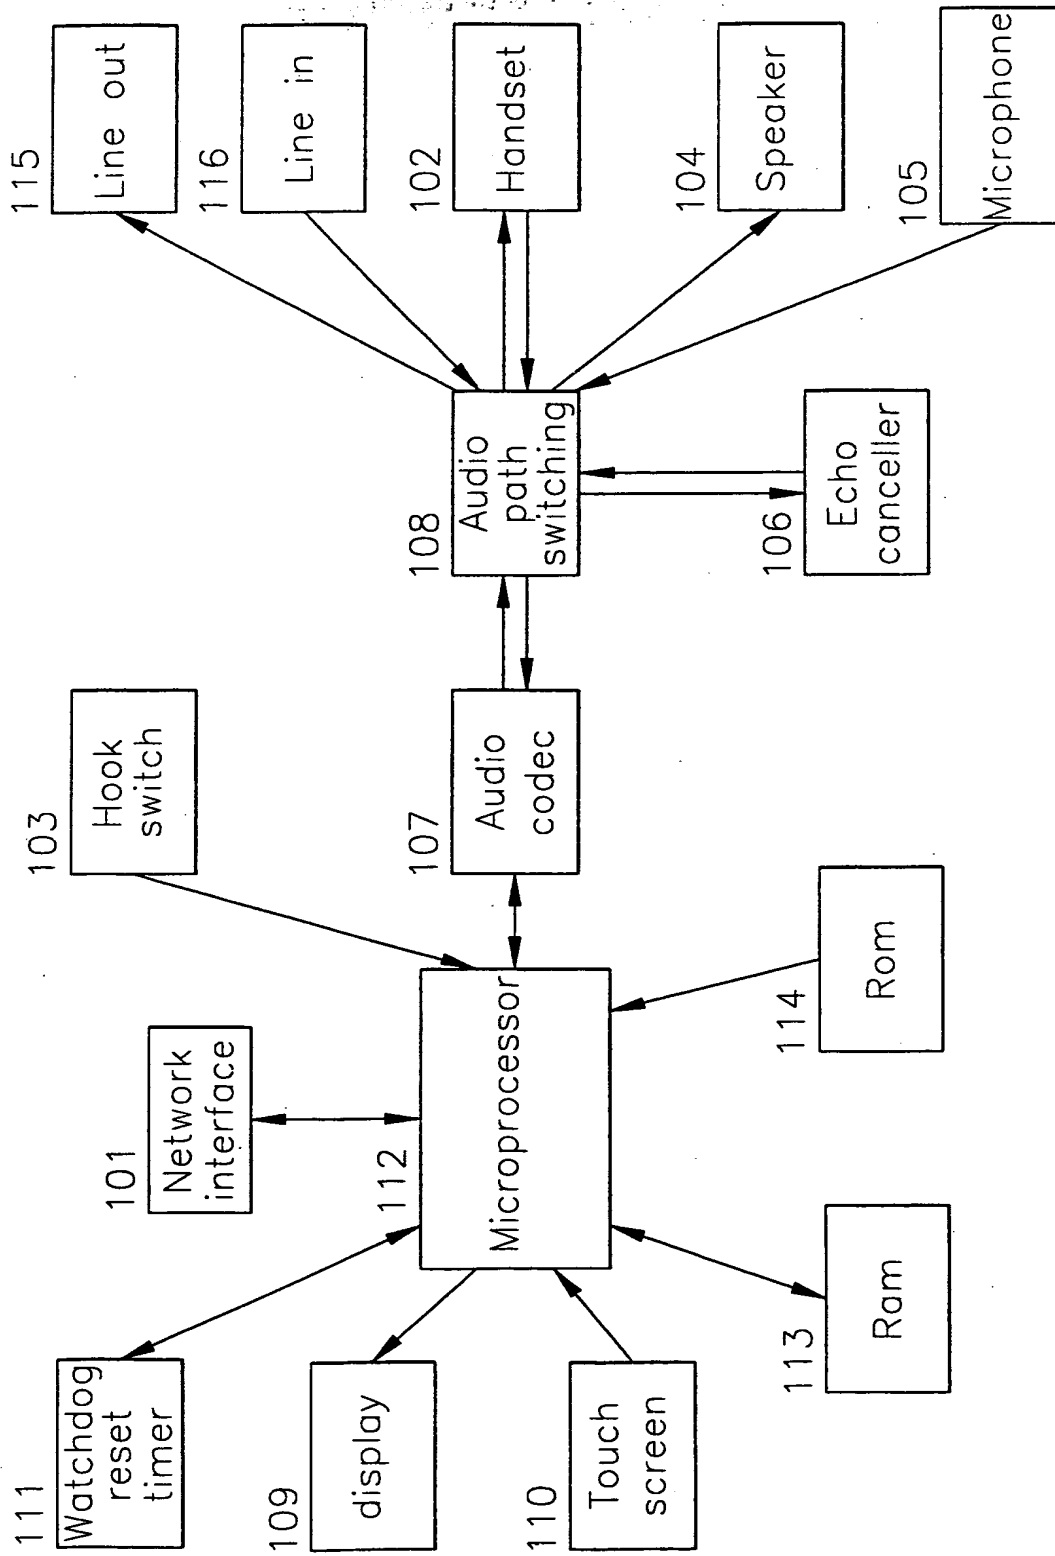 111
Watchdog
reset
timer
101
Network
interface
103
Hook
switch
115
Line out
109
display
116
Line in
112
Microprocessor
107
Audio
codec
108
Audio
path
switching
102
Handset
110
Touch
screen
104
Speaker
113
Ram
114
Rom
106
Echo
canceller
105
Microphone